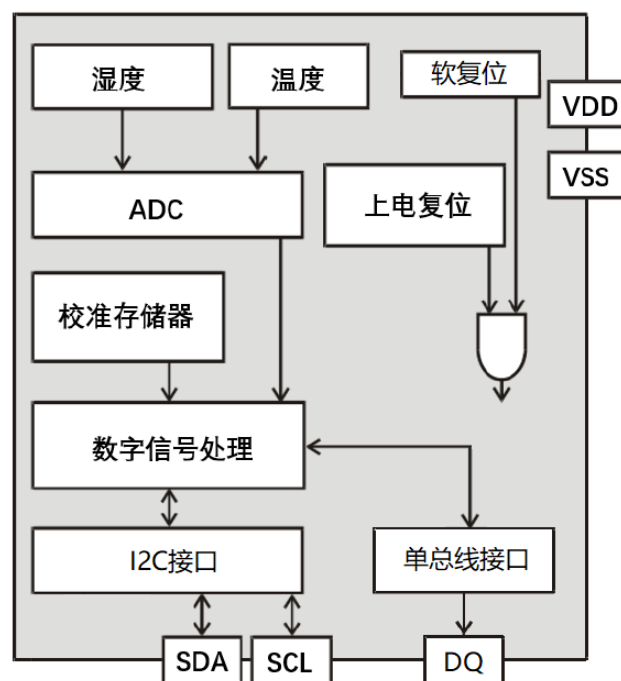 湿度
温度
软复位
VDD
VSS
ADC
上电复位
校准存储器
数字信号处理
I2C接口
单总线接口
SDA
SCL
DQ